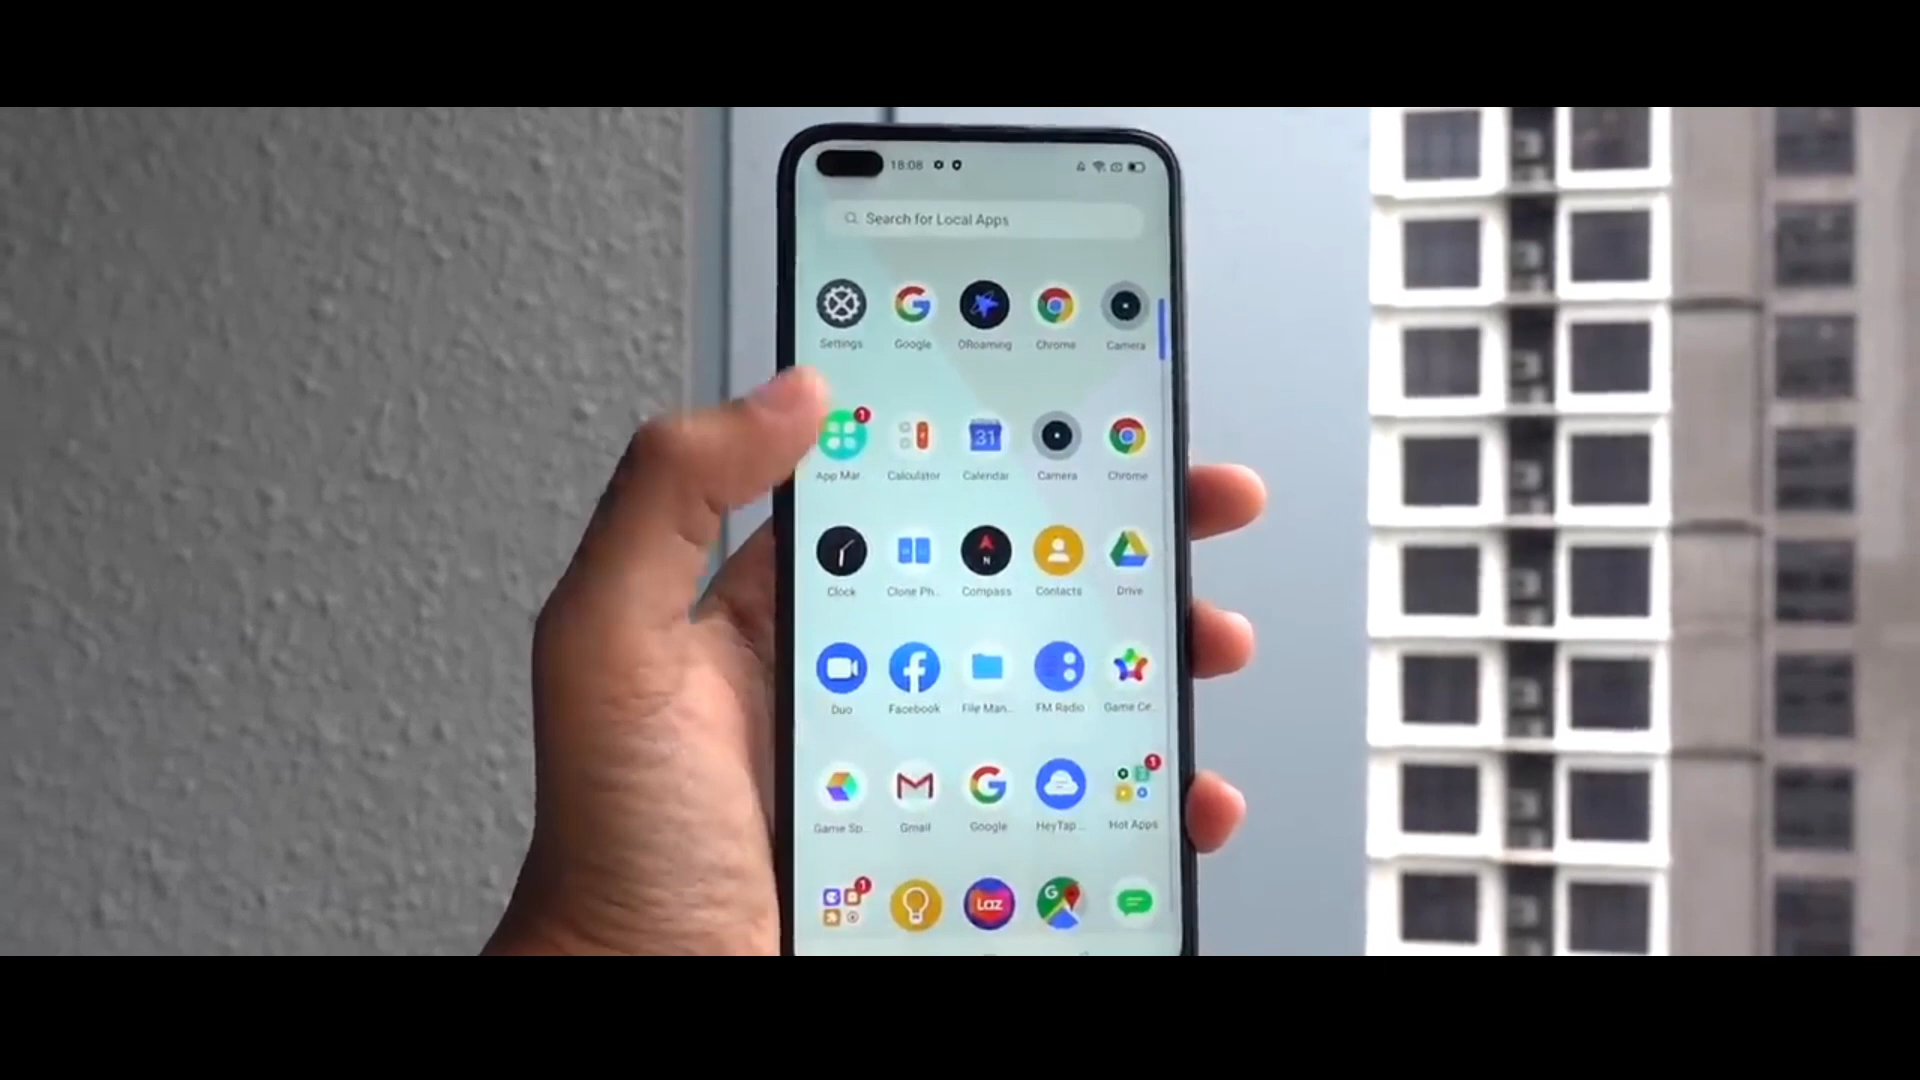 18:08
Search for Local Apps
Settings Google ORoaming Chrome Camera
1
App Mar Calculator Calendar Camera Chrome
31
Clock Clone Ph... Compass Contacts Drive
N
Duo Facebook File Man... FM Radio Game Ce...
1
Game Sp... Gmail Google HeyTap... Hot Apps
1
Laz